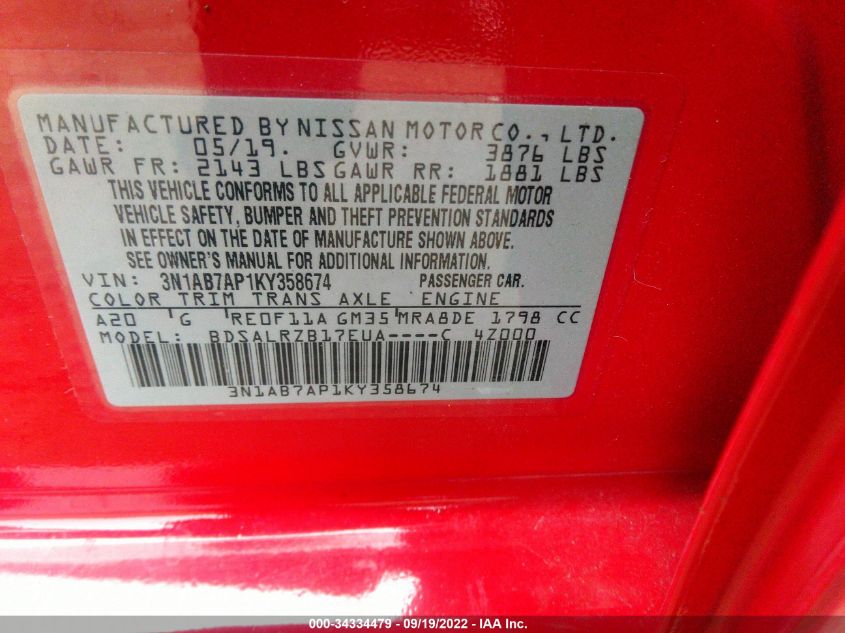 MANUFACTURED BY NISSAN MOTOR CO., LTD.
DATE: 05/19. GVWR: 3876 LBS
GAWR FR: 2143 LBS GAWR RR: 1881 LBS
THIS VEHICLE CONFORMS TO ALL APPLICABLE FEDERAL MOTOR
VEHICLE SAFETY, BUMPER AND THEFT PREVENTION STANDARDS
IN EFFECT ON THE DATE OF MANUFACTURE SHOWN ABOVE.
SEE OWNER'S MANUAL FOR ADDITIONAL INFORMATION.
VIN: 3N1AB7AP1KY358674 PASSENGER CAR.
COLOR TRIM TRANS AXLE ENGINE
A20 G RE0F11A GM35 MRA8DE 1798 CC
MODEL: BDSALRZB17EUA----C 4Z000
3N1AB7AP1KY358674
000-34334479 - 09/19/2022 - IAA Inc.